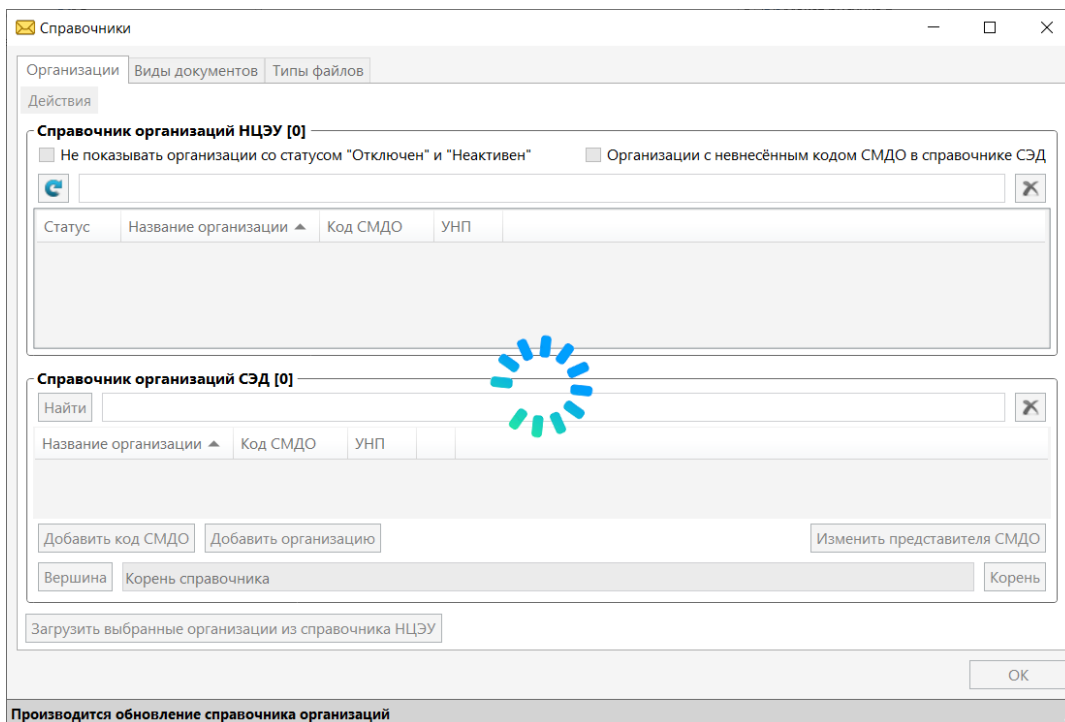 Справочники
Организации Виды документов Типы файлов
Действия
Справочник организаций НЦЭУ [0]
Не показывать организации со статусом "Отключен" и "Неактивен" Организации с невнесённым кодом СМДО в справочнике СЭД
Статус Название организации Код СМДО УНП
Справочник организаций СЭД [0]
Найти
Название организации Код СМДО УНП
Добавить код СМДО Добавить организацию Изменить представителя СМДО
Вершина Корень справочника Корень
Загрузить выбранные организации из справочника НЦЭУ
ОК
Производится обновление справочника организаций